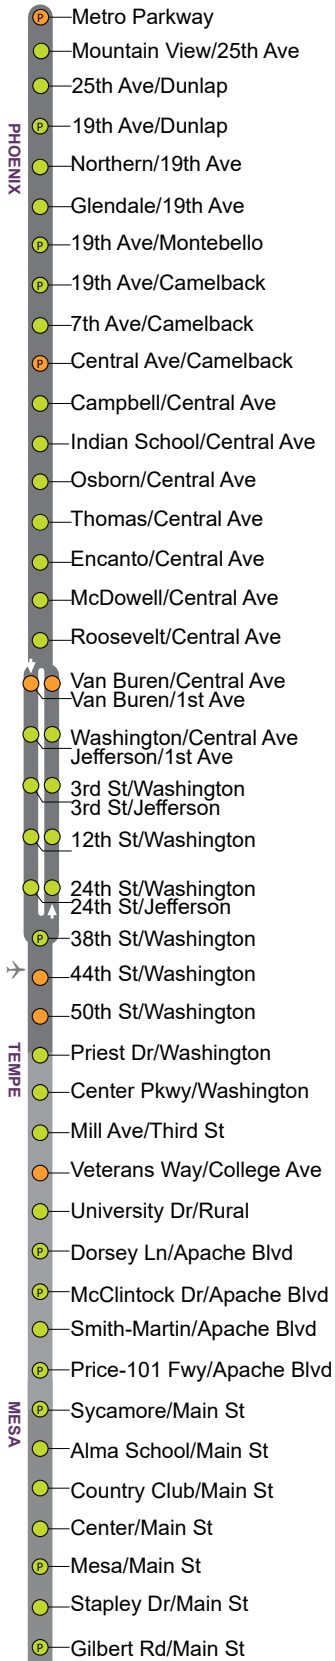 P Metro Parkway
Mountain View/25th Ave
25th Ave/Dunlap
P 19th Ave/Dunlap
PHOENIX
Northern/19th Ave
Glendale/19th Ave
P 19th Ave/Montebello
P 19th Ave/Camelback
7th Ave/Camelback
P Central Ave/Camelback
Campbell/Central Ave
Indian School/Central Ave
Osborn/Central Ave
Thomas/Central Ave
Encanto/Central Ave
McDowell/Central Ave
Roosevelt/Central Ave
Van Buren/Central Ave
Van Buren/1st Ave
Washington/Central Ave
Jefferson/1st Ave
3rd St/Washington
3rd St/Jefferson
12th St/Washington
24th St/Washington
24th St/Jefferson
P 38th St/Washington
44th St/Washington
50th St/Washington
Priest Dr/Washington
TEMPE
Center Pkwy/Washington
Mill Ave/Third St
Veterans Way/College Ave
University Dr/Rural
P Dorsey Ln/Apache Blvd
P McClintock Dr/Apache Blvd
Smith-Martin/Apache Blvd
P Price-101 Fwy/Apache Blvd
P Sycamore/Main St
MESA
Alma School/Main St
Country Club/Main St
Center/Main St
P Mesa/Main St
Stapley Dr/Main St
P Gilbert Rd/Main St